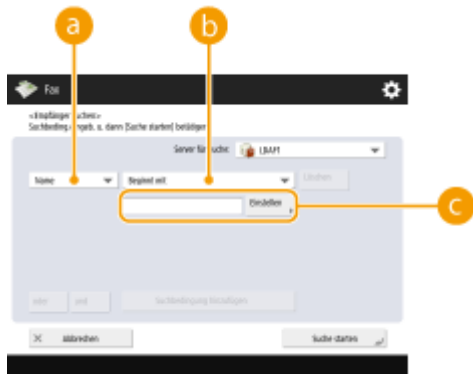 a
b
Fax
<Empfänger suchen>
Suchbeding. eingeb. u. dann [Suche starten] betätigen
Server für Suche: LDAP1
Name Beginnt mit Löschen
Einstellen
c
oder und Suchbedingung hinzufügen
Abbrechen Suche starten